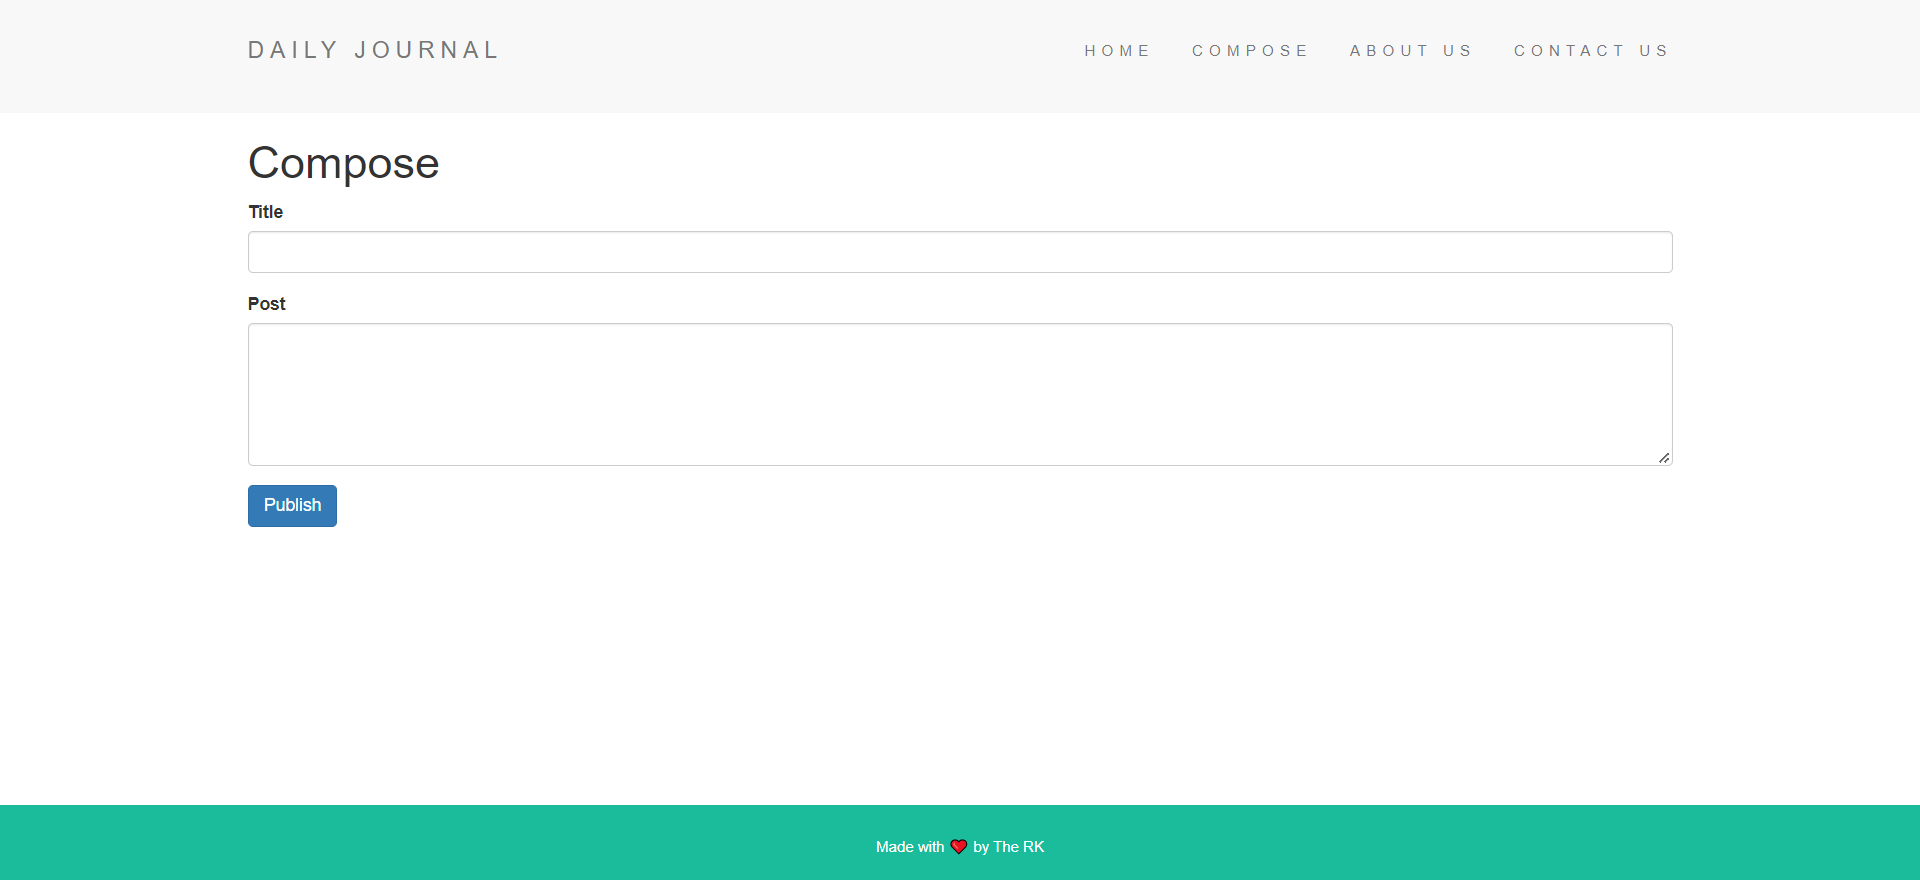 DAILY JOURNAL
HOME COMPOSE ABOUT US CONTACT US
Compose
Title
Post
Publish
Made with ❤ by The RK